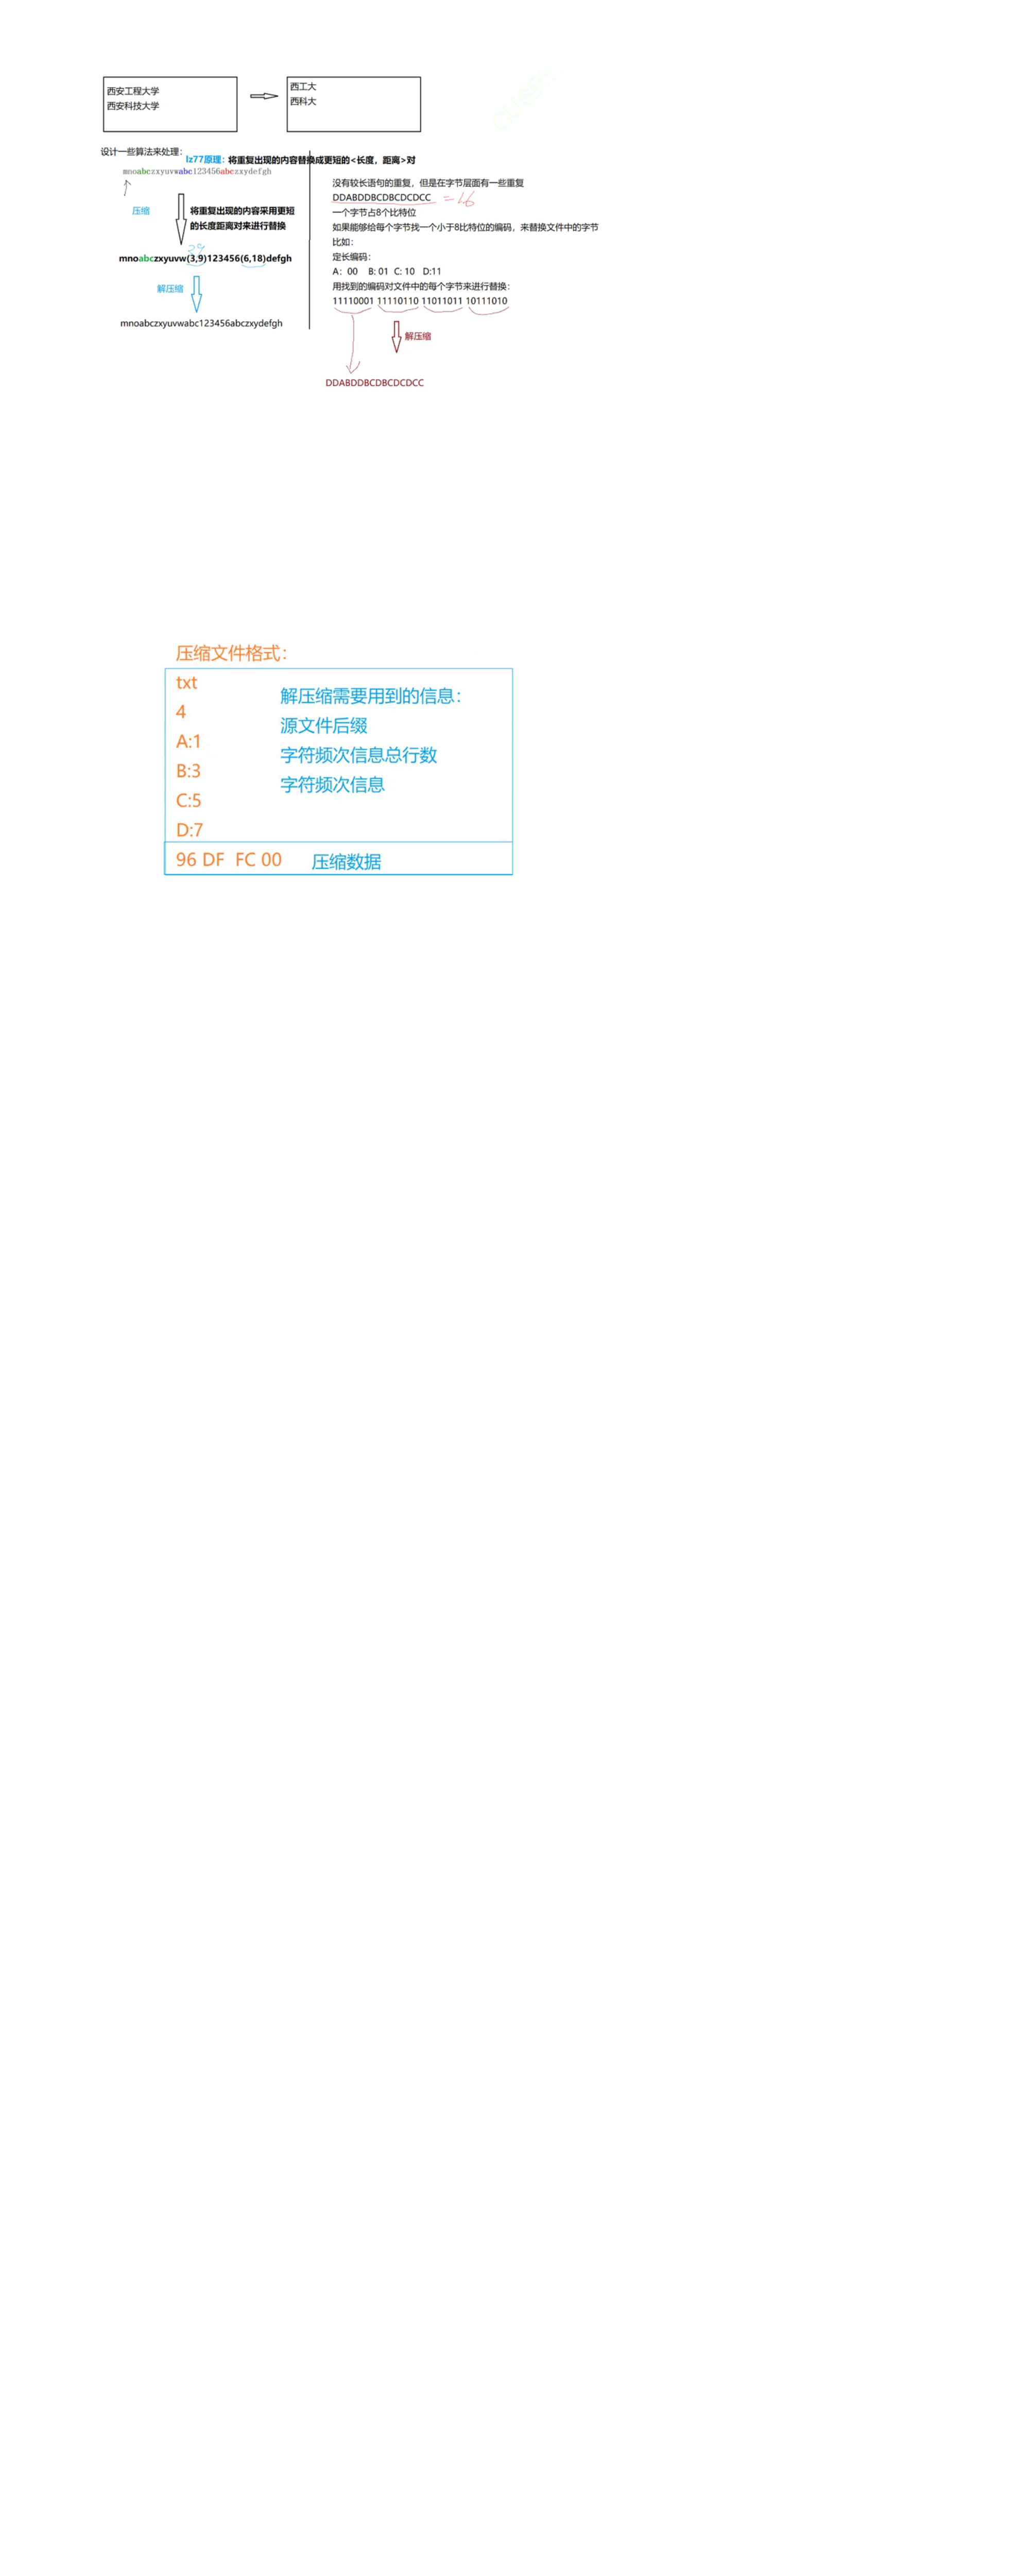 西安工程大学
西安科技大学
西工大
西科大
设计一些算法来处理：
lz77原理：将重复出现的内容替换成更短的<长度，距离>对
mnoabczxyuvwabc123456abczxydefgh
压缩
将重复出现的内容采用更短
的长度距离对来进行替换
39
mnoabczxyuvw(3,9)123456(6,18)defgh
解压缩
mnoabczxyuvwabc123456abczxydefgh
没有较长语句的重复，但是在字节层面有一些重复
DDABDDBCDBCDCDCC =16
一个字节占8个比特位
如果能够给每个字节找一个小于8比特位的编码，来替换文件中的字节
比如：
定长编码：
A：00 B: 01 C: 10 D:11
用找到的编码对文件中的每个字节来进行替换：
11110001 11110110 11011011 10111010
解压缩
DDABDDBCDBCDCDCC
压缩文件格式：
txt
4
A:1
B:3
C:5
D:7
解压缩需要用到的信息：
源文件后缀
字符频次信息总行数
字符频次信息
96 DF FC 00 压缩数据